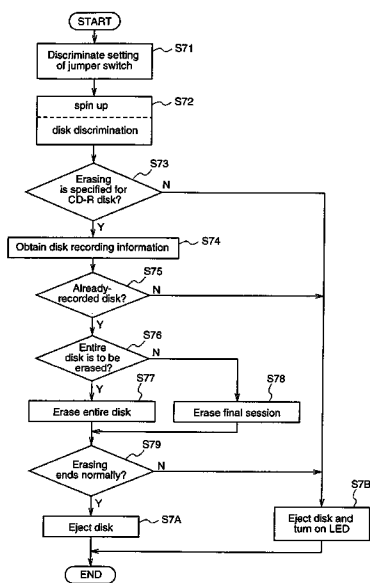 START
S71
Discriminate setting
of jumper switch
S72
spin up
disk discrimination
S73
Erasing
is specified for
CD-R disk?
N
Y
S74
Obtain disk recording information
S75
Already-
recorded disk?
N
Y
S76
Entire
disk is to be
erased?
N
Y
S77
S78
Erase entire disk
Erase final session
S79
Erasing
ends normally?
N
Y
S7A
Eject disk
S7B
Eject disk and
turn on LED
END